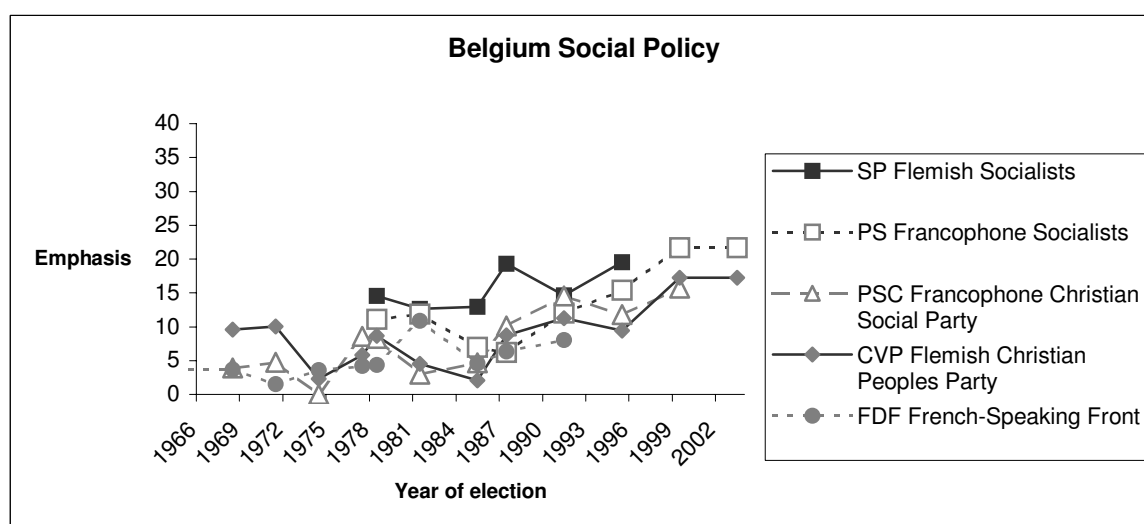 Belgium Social Policy
40
35
30
25
20
15
10
5
0
Emphasis
1966
1969
1972
1975
1978
1981
1984
1987
1990
1993
1996
1999
2002
Year of election
SP Flemish Socialists
PS Francophone Socialists
PSC Francophone Christian
Social Party
CVP Flemish Christian
Peoples Party
FDF French-Speaking Front